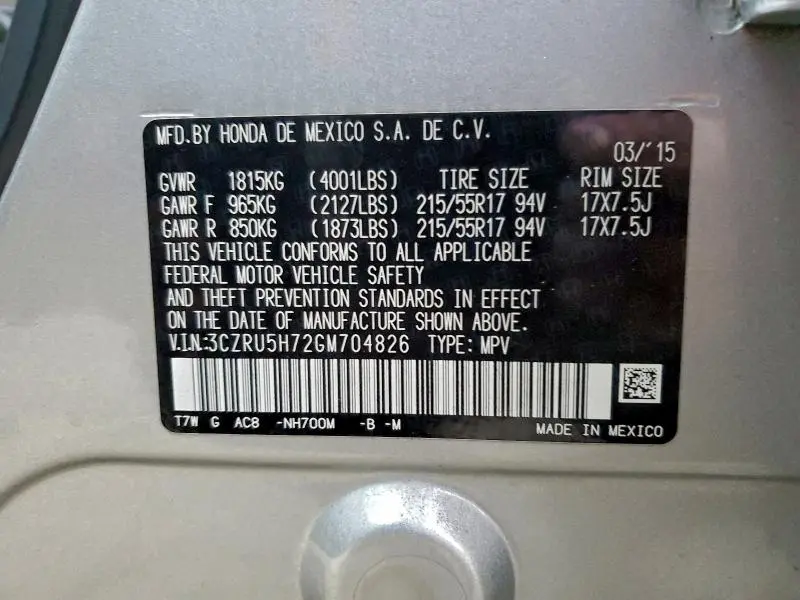 MFD.BY HONDA DE MEXICO S.A. DE C.V.
03/'15
GVWR 1815KG (4001LBS) TIRE SIZE RIM SIZE
GAWR F 965KG (2127LBS) 215/55R17 94V 17X7.5J
GAWR R 850KG (1873LBS) 215/55R17 94V 17X7.5J
THIS VEHICLE CONFORMS TO ALL APPLICABLE
FEDERAL MOTOR VEHICLE SAFETY
AND THEFT PREVENTION STANDARDS IN EFFECT
ON THE DATE OF MANUFACTURE SHOWN ABOVE.
V.I.N.:3CZRU5H72GM704826 TYPE: MPV
T7W G AC8 -NH700M -B -M
MADE IN MEXICO